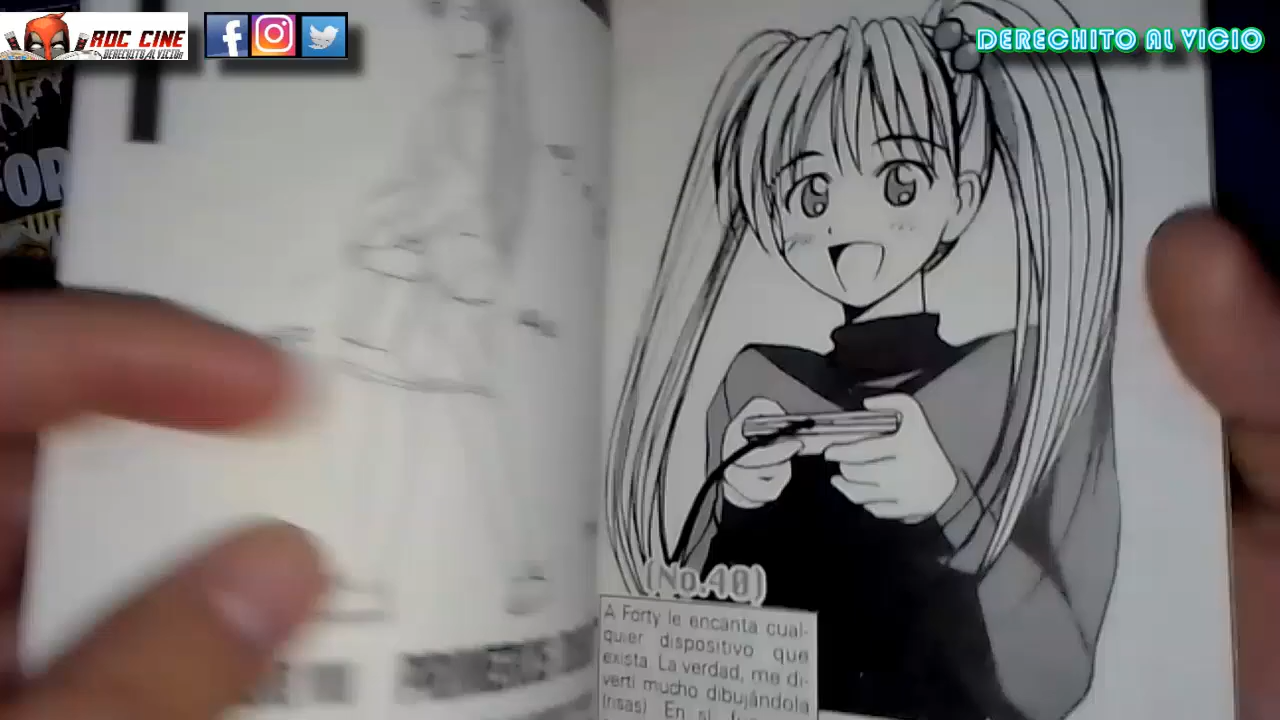 ROC CINE
DERECHITO AL VICIO
DERECHITO AL VICIO
FOR
(No.40)
A Forty le encanta cual-
quier dispositivo que
exista. La verdad, me di-
vertí mucho dibujándola
(risas). En sí